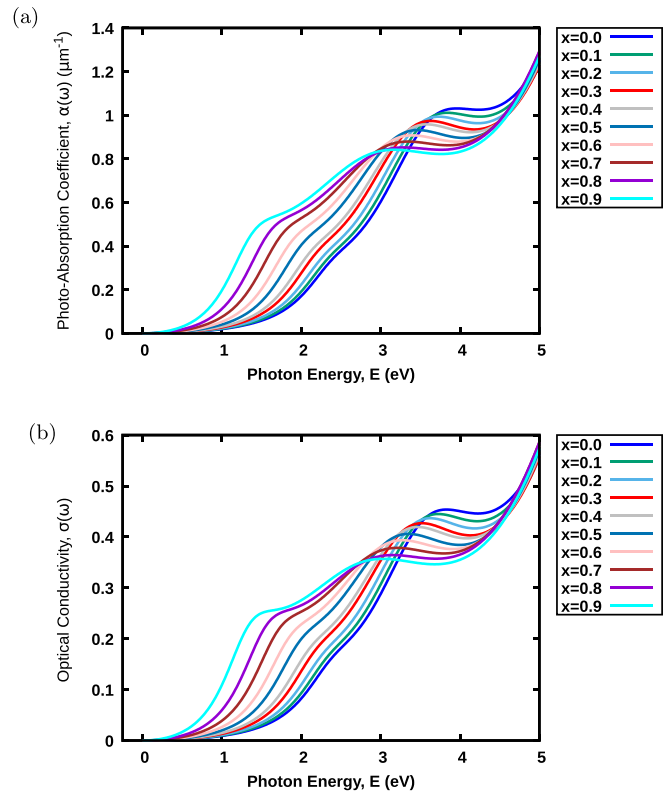 (a)
Photo-Absorption Coefficient, α(ω) (μm⁻¹)
1.4
1.2
1
0.8
0.6
0.4
0.2
0
0 1 2 3 4 5
Photon Energy, E (eV)
x=0.0
x=0.1
x=0.2
x=0.3
x=0.4
x=0.5
x=0.6
x=0.7
x=0.8
x=0.9
(b)
Optical Conductivity, σ(ω)
0.6
0.5
0.4
0.3
0.2
0.1
0
0 1 2 3 4 5
Photon Energy, E (eV)
x=0.0
x=0.1
x=0.2
x=0.3
x=0.4
x=0.5
x=0.6
x=0.7
x=0.8
x=0.9